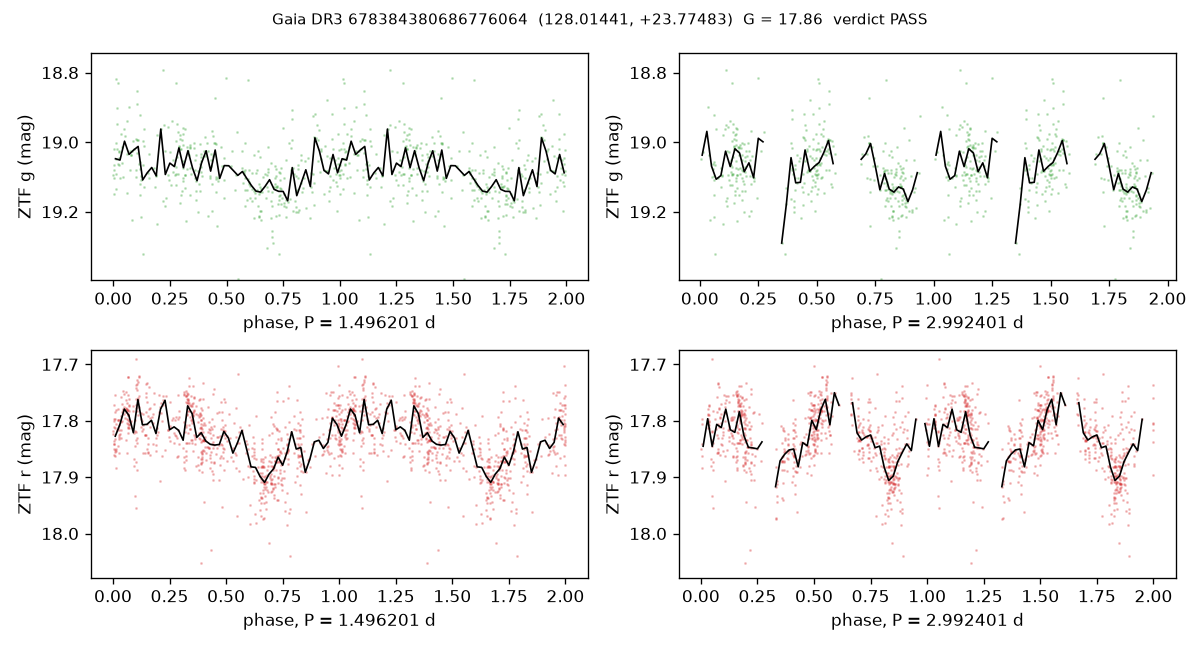 Gaia DR3 678384380686776064 (128.01441, +23.77483) G = 17.86 verdict PASS
ZTF g (mag)
18.8
19.0
19.2
0.00 0.25 0.50 0.75 1.00 1.25 1.50 1.75 2.00
phase, P = 1.496201 d
ZTF g (mag)
18.8
19.0
19.2
0.00 0.25 0.50 0.75 1.00 1.25 1.50 1.75 2.00
phase, P = 2.992401 d
ZTF r (mag)
17.7
17.8
17.9
18.0
0.00 0.25 0.50 0.75 1.00 1.25 1.50 1.75 2.00
phase, P = 1.496201 d
ZTF r (mag)
17.7
17.8
17.9
18.0
0.00 0.25 0.50 0.75 1.00 1.25 1.50 1.75 2.00
phase, P = 2.992401 d